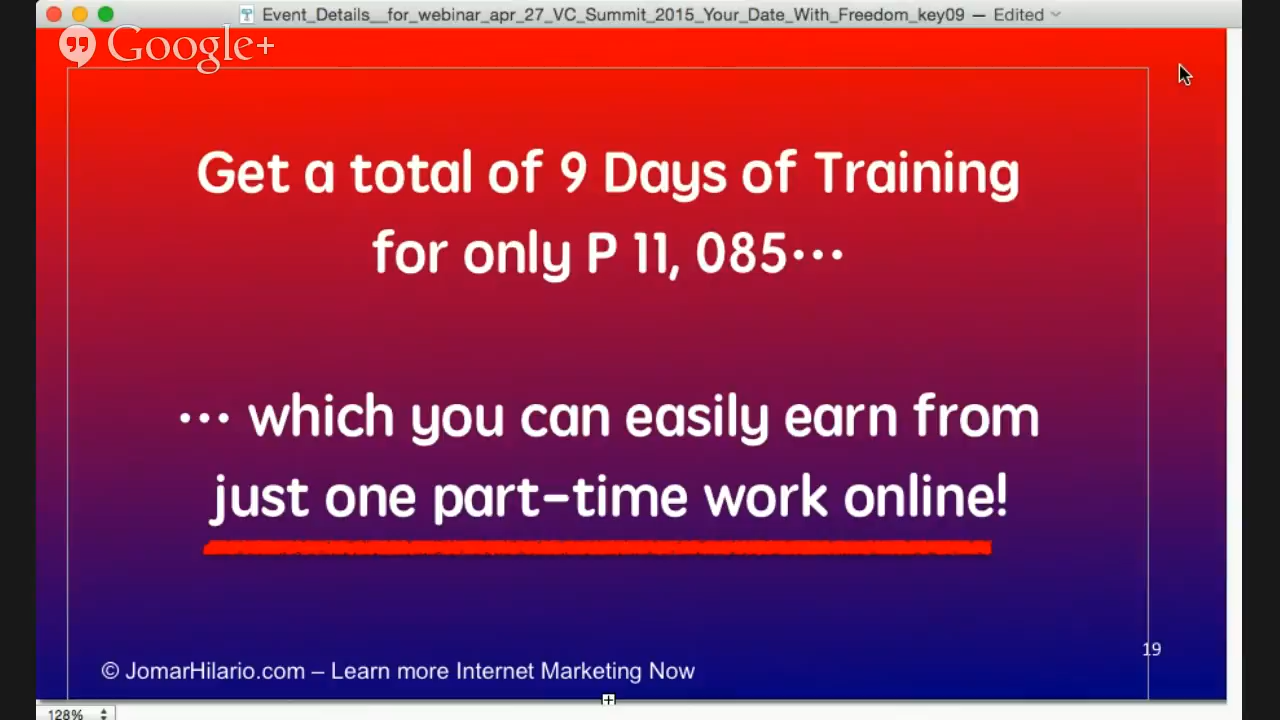 Event_Details__for_webinar_apr_27_VC_Summit_2015_Your_Date_With_Freedom_key09 — Edited
Google+
Get a total of 9 Days of Training
for only P 11, 085···
··· which you can easily earn from
just one part-time work online!
19
© JomarHilario.com – Learn more Internet Marketing Now
128%